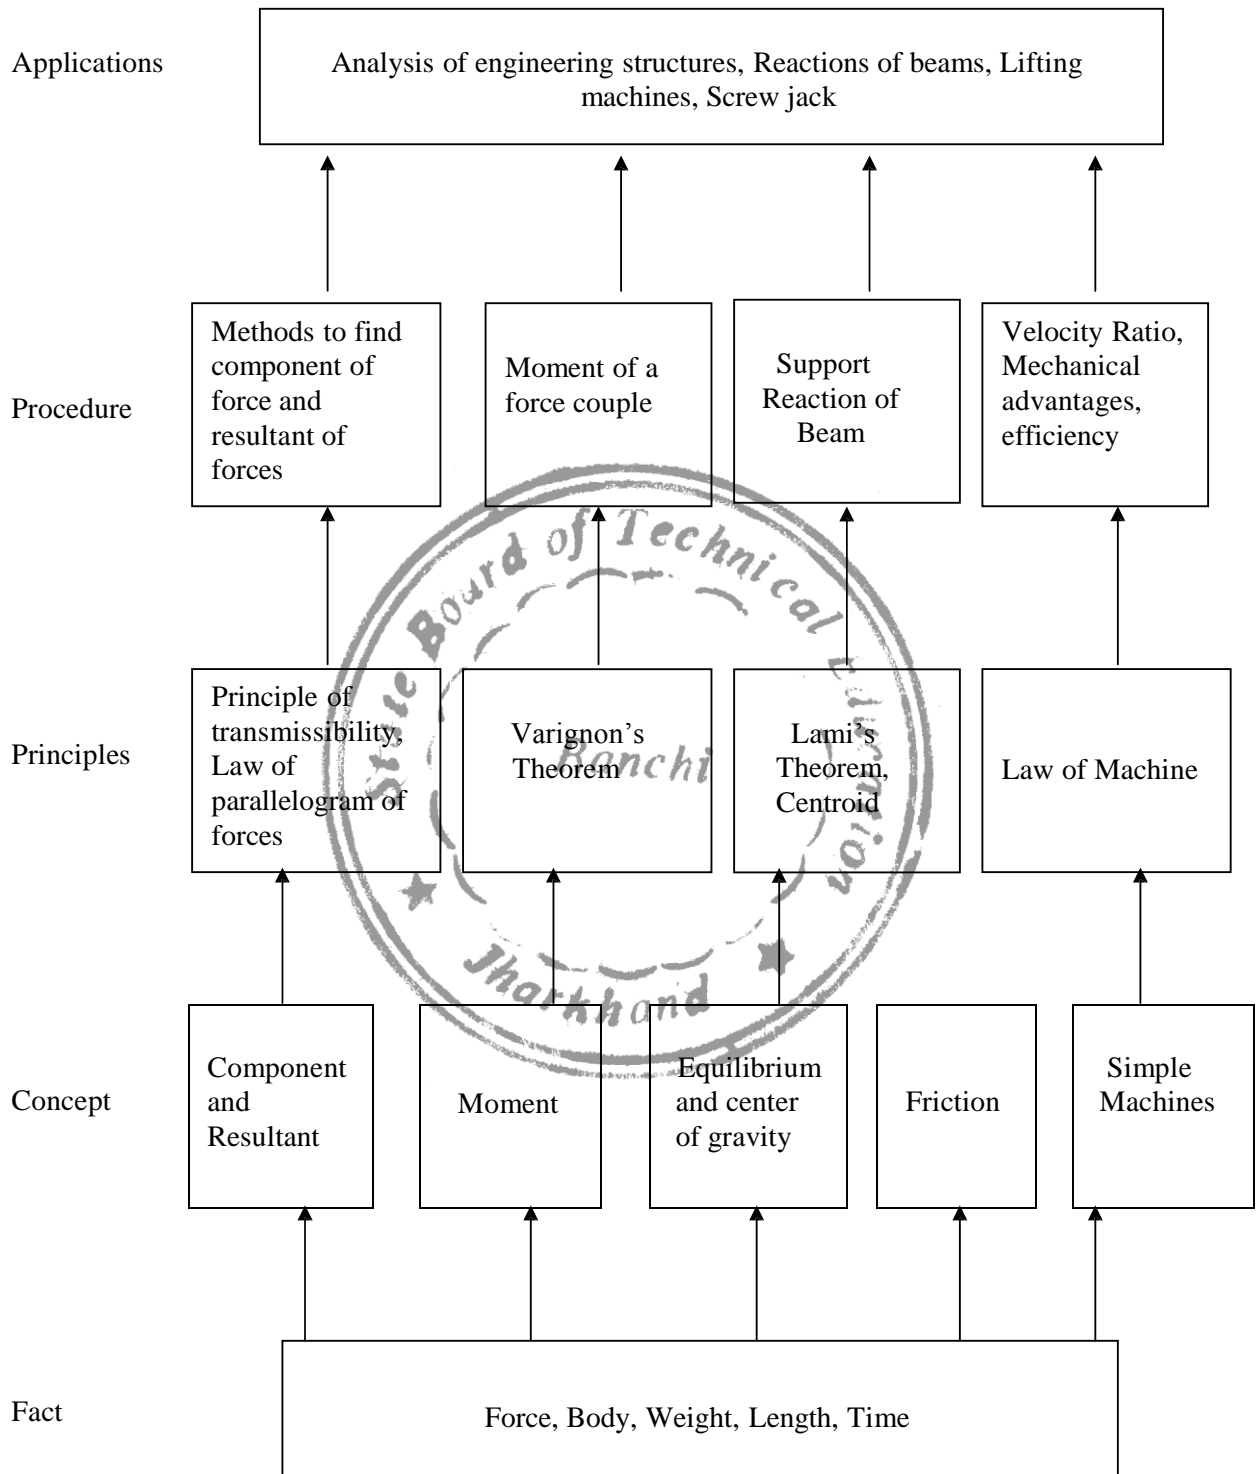 Applications
Analysis of engineering structures, Reactions of beams, Lifting
machines, Screw jack
Procedure
Methods to find
component of
force and
resultant of
forces
Moment of a
force couple
Support
Reaction of
Beam
Velocity Ratio,
Mechanical
advantages,
efficiency
Principles
Principle of
transmissibility,
Law of
parallelogram of
forces
Varignon's
Theorem
Lami's
Theorem,
Centroid
Law of Machine
State Board of Technical Education
Ranchi
Jharkhand
Concept
Component
and
Resultant
Moment
Equilibrium
and center
of gravity
Friction
Simple
Machines
Fact
Force, Body, Weight, Length, Time